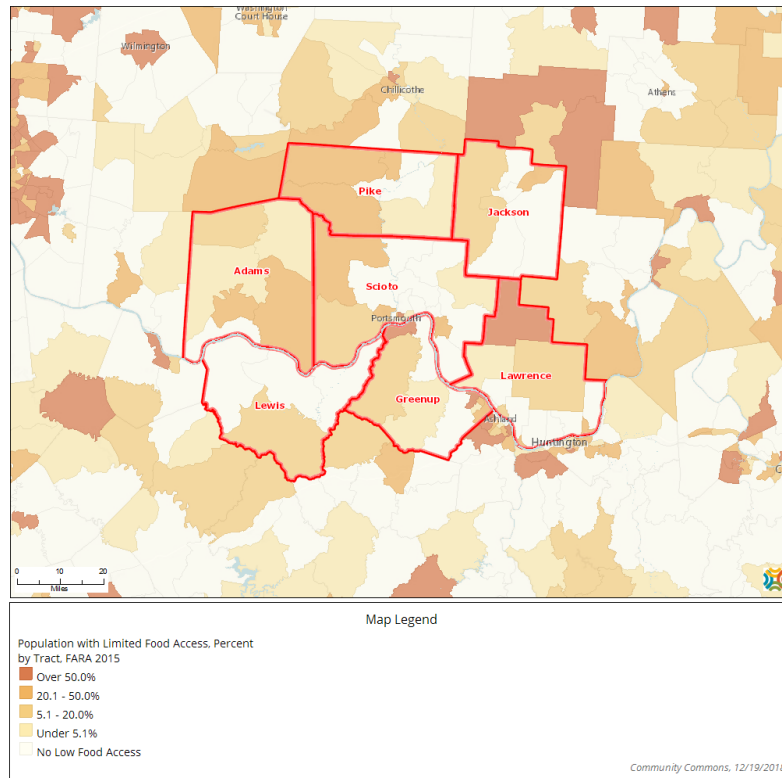 Washington
Court House
Wilmington
Chillicothe
Athens
Pike
Jackson
Adams
Scioto
Portsmouth
Lawrence
Lewis
Greenup
Ashland
Huntington
0 10 20
Miles
Map Legend
Population with Limited Food Access, Percent
by Tract, FARA 2015
Over 50.0%
20.1 - 50.0%
5.1 - 20.0%
Under 5.1%
No Low Food Access
Community Commons, 12/19/2018